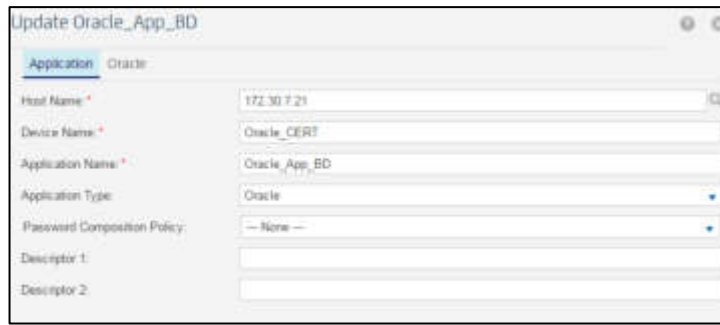 Update Oracle_App_BD
Application Oracle
Host Name: * 172.30.7.21
Device Name: * Oracle_CERT
Application Name: * Oracle_App_BD
Application Type: Oracle
Password Composition Policy: --- None ---
Descriptor 1:
Descriptor 2: